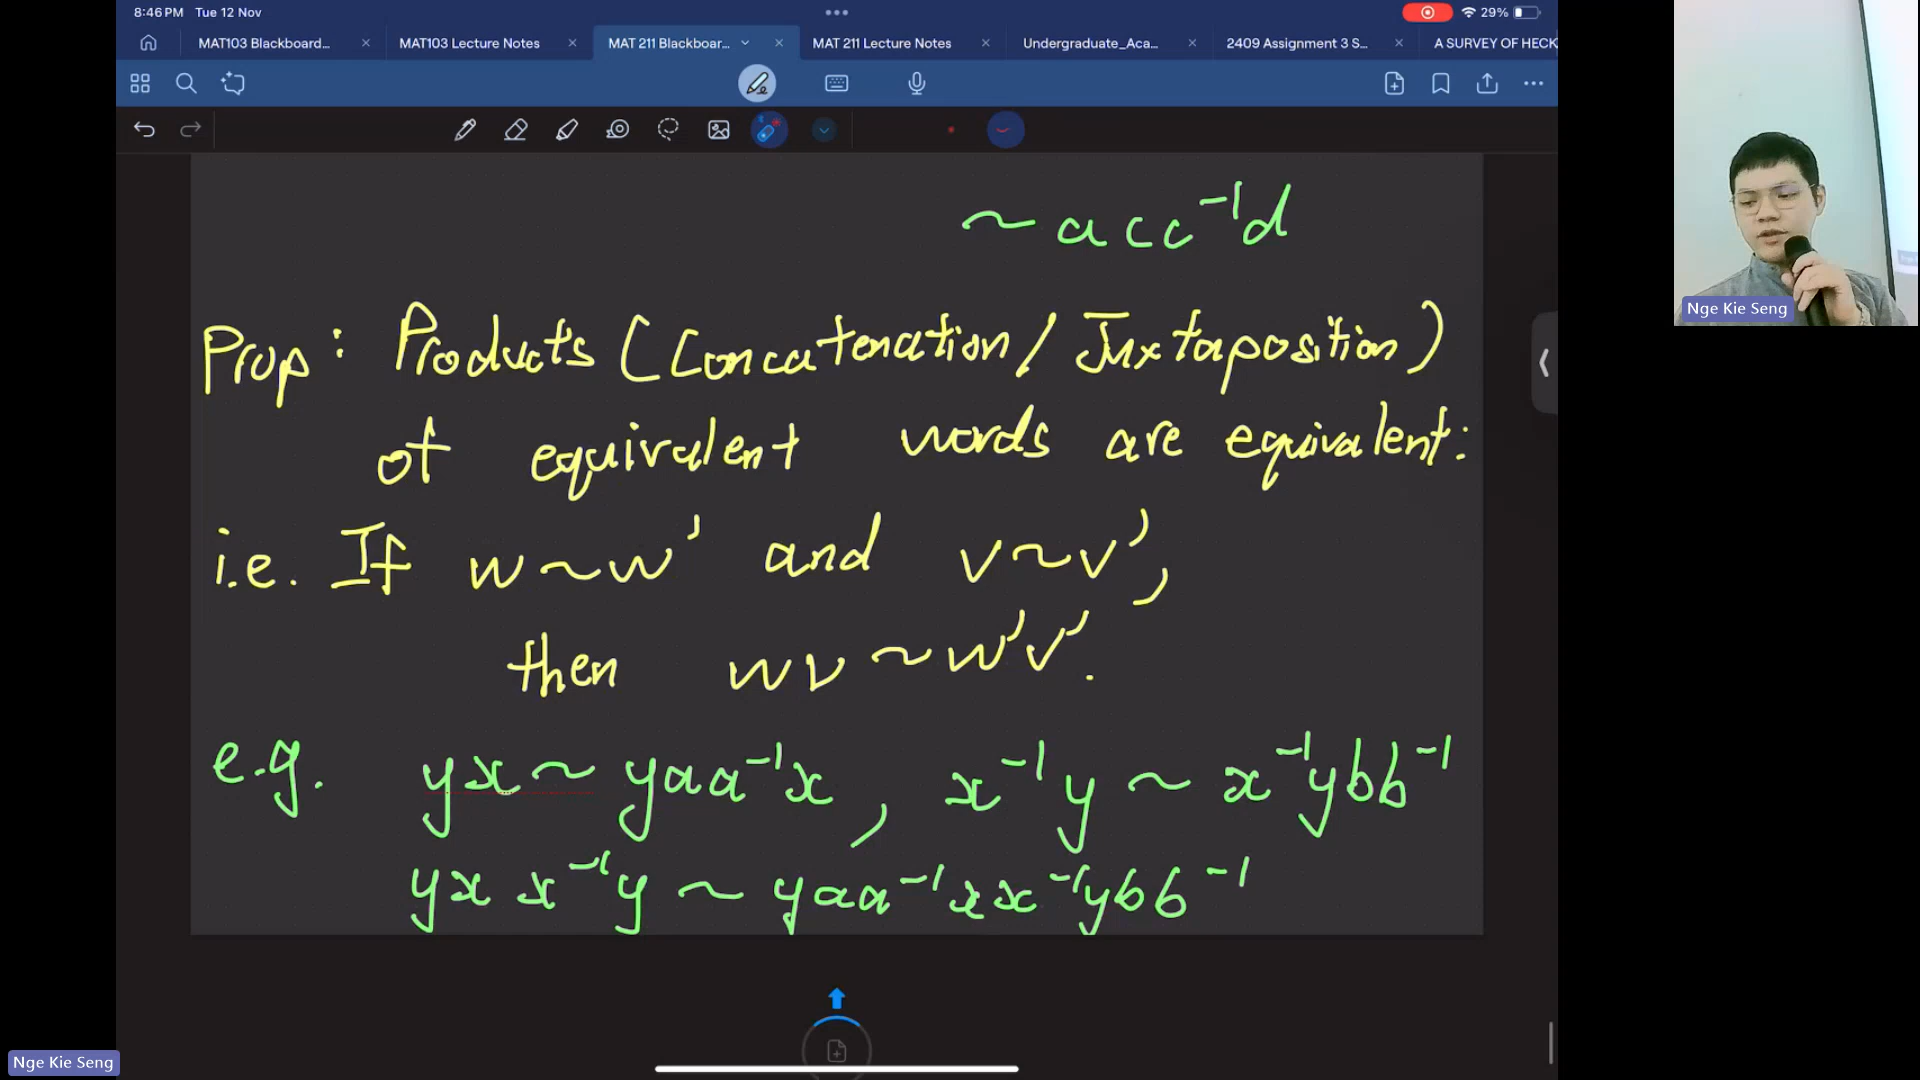 8:46 PM Tue 12 Nov
29%
MAT103 Blackboard...
MAT103 Lecture Notes
MAT 211 Blackboar...
MAT 211 Lecture Notes
Undergraduate_Aca...
2409 Assignment 3 S...
A SURVEY OF HECK
~ acc⁻¹d
Prop: Products (Concatenation / Juxtaposition)
of equivalent words are equivalent:
i.e. If w~w' and v~v',
then wv ~ w'v'.
e.g. yx ~ yaa⁻¹x, x⁻¹y ~ x⁻¹ybb⁻¹
yx x⁻¹y ~ yaa⁻¹xx⁻¹ybb⁻¹
Nge Kie Seng
Nge Kie Seng